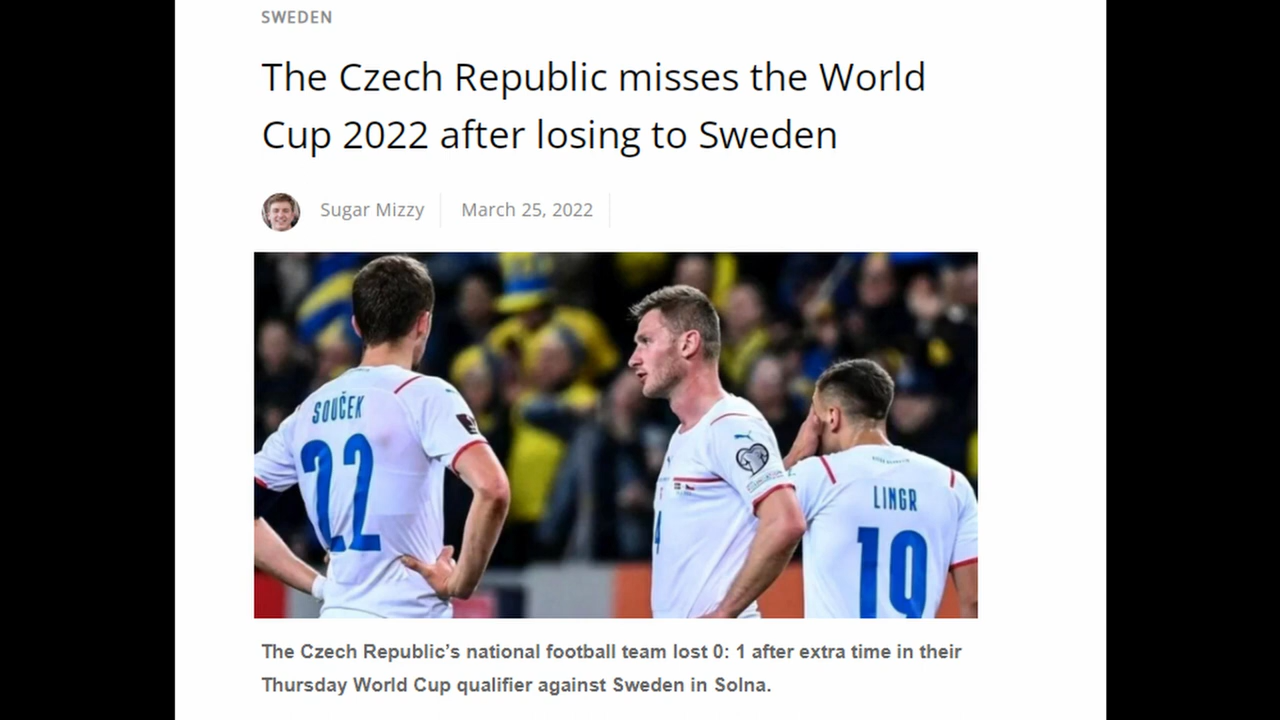 SWEDEN
The Czech Republic misses the World
Cup 2022 after losing to Sweden
Sugar Mizzy
March 25, 2022
SOUČEK
22
4
LINGR
19
The Czech Republic’s national football team lost 0: 1 after extra time in their
Thursday World Cup qualifier against Sweden in Solna.